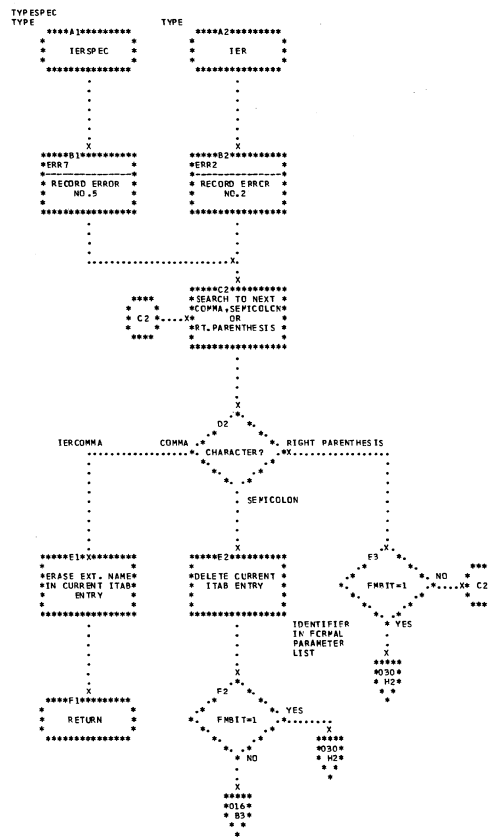 TYPESPEC
TYPE TYPE
A1 A2
IERSPEC IER
B1 B2
ERR7 ERR2
RECORD ERROR RECORD ERRCR
NO.5 NO.2
C2
SEARCH TO NEXT
C2 COMMA,SEMICOLCN
OR
RT.PARENTHESIS
D2
IERCOMMA COMMA CHARACTER? RIGHT PARENTHESIS
SEMICOLON
E1 E2 E3
ERASE EXT. NAME DELETE CURRENT FMBIT=1 NO C2
IN CURRENT ITAB ITAB ENTRY
ENTRY
IDENTIFIER YES
IN FCRMAL
PARAMETER
LIST
030
H2
F1 F2
RETURN FMBIT=1 YES
030
H2
NO
016
B3